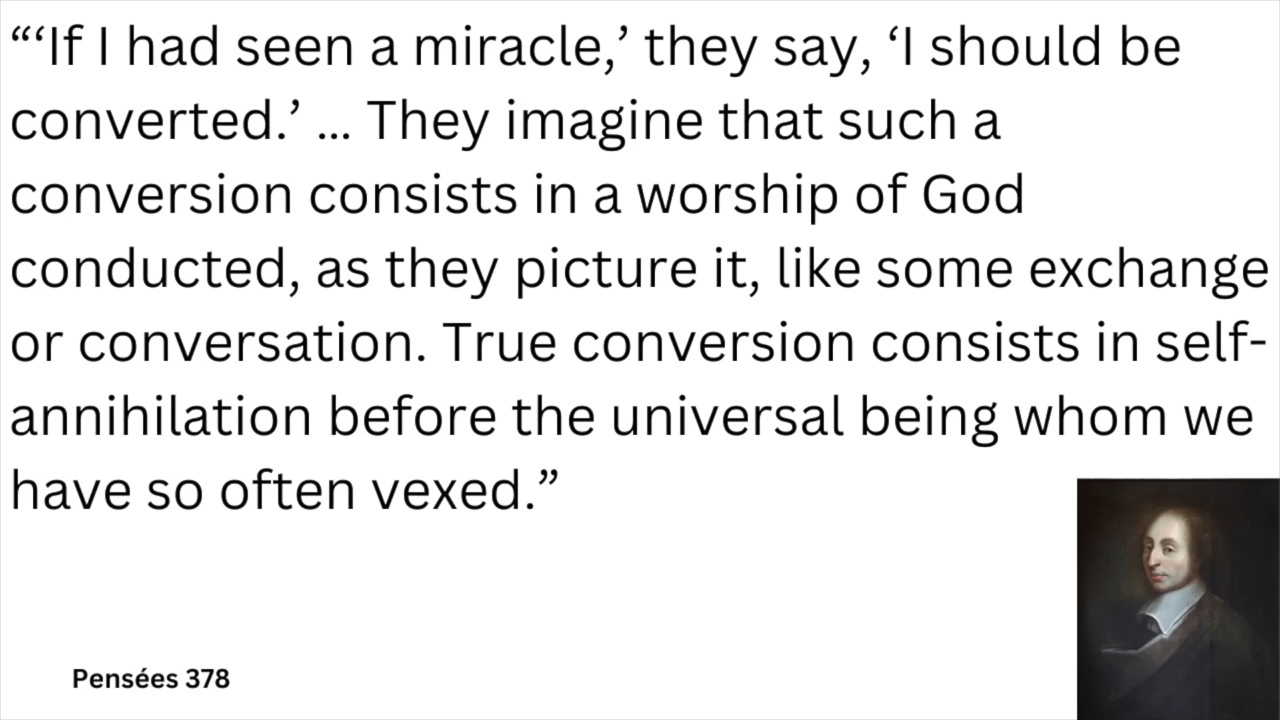 “‘If I had seen a miracle,’ they say, ‘I should be
converted.’ ... They imagine that such a
conversion consists in a worship of God
conducted, as they picture it, like some exchange
or conversation. True conversion consists in self-
annihilation before the universal being whom we
have so often vexed.”
Pensées 378